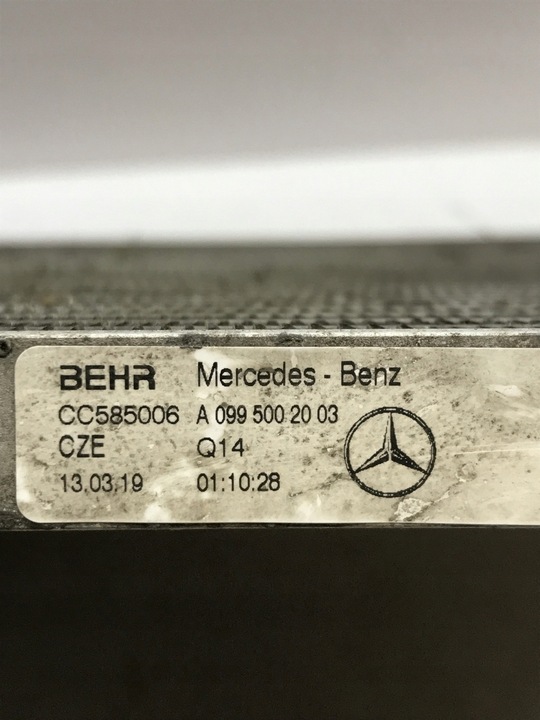 BEHR Mercedes - Benz
CC585006 A 099 500 20 03
CZE Q14
13.03.19 01:10:28